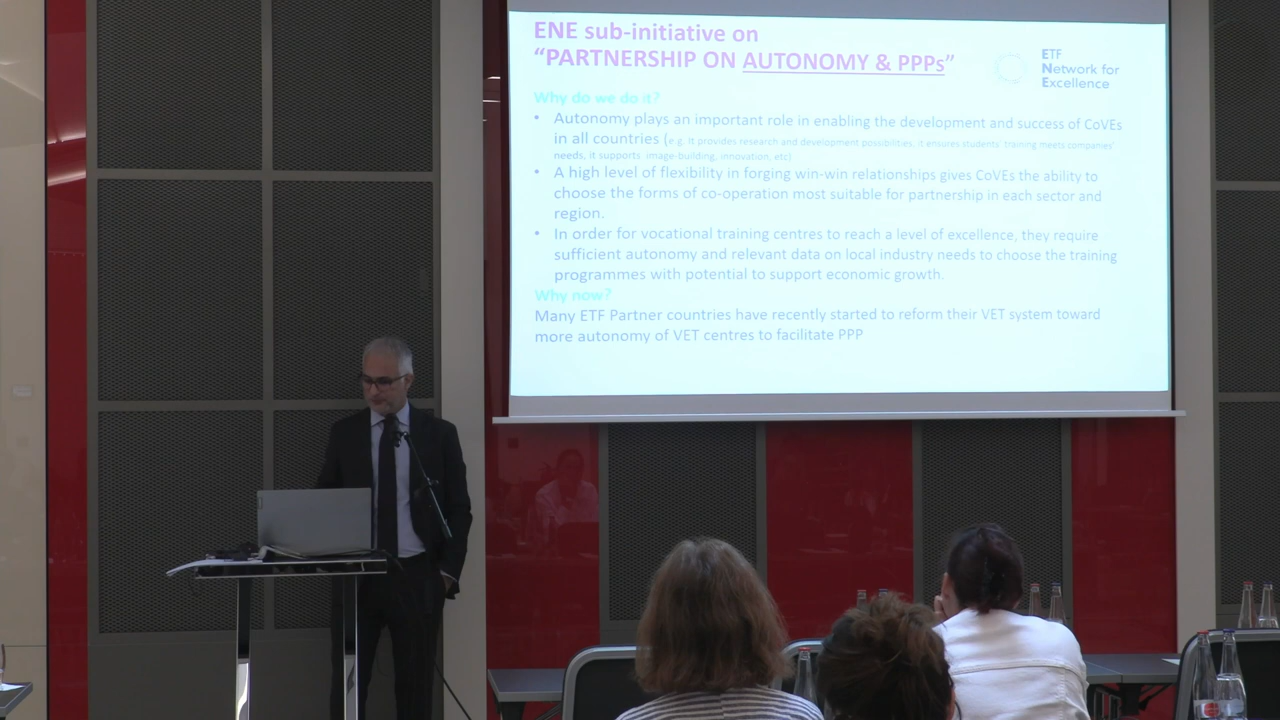 ENE sub-initiative on
“PARTNERSHIP ON AUTONOMY & PPPs”
ETF
Network for
Excellence
Why do we do it?
• Autonomy plays an important role in enabling the development and success of CoVEs
in all countries (e.g. It provides research and development possibilities, it ensures students' training meets companies'
needs, it supports image-building, innovation, etc)
• A high level of flexibility in forging win-win relationships gives CoVEs the ability to
choose the forms of co-operation most suitable for partnership in each sector and
region.
• In order for vocational training centres to reach a level of excellence, they require
sufficient autonomy and relevant data on local industry needs to choose the training
programmes with potential to support economic growth.
Why now?
Many ETF Partner countries have recently started to reform their VET system toward
more autonomy of VET centres to facilitate PPP